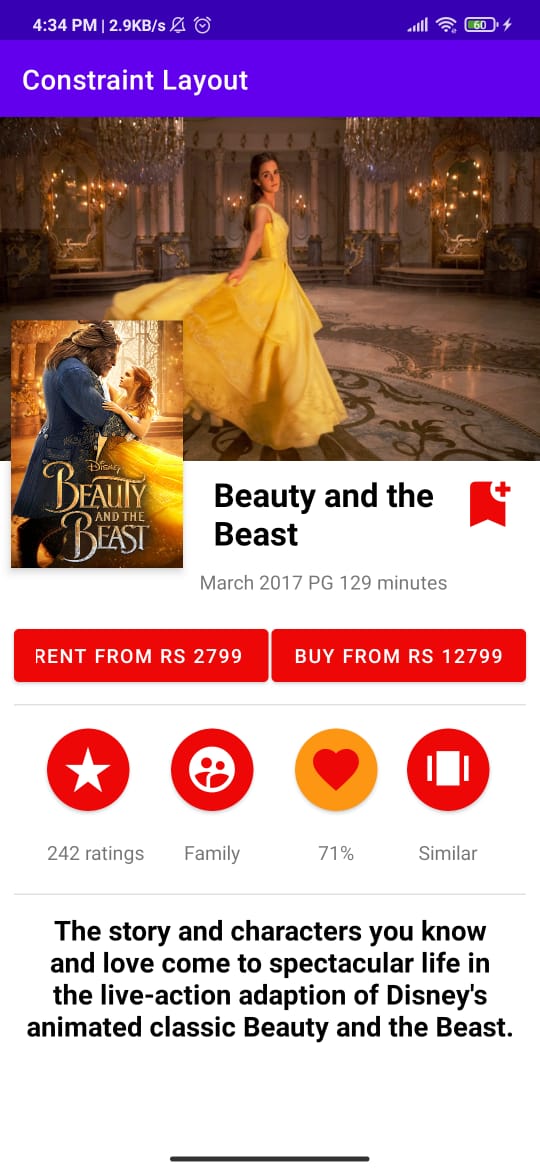 4:34 PM | 2.9KB/s
60
Constraint Layout
Disney
BEAUTY
AND THE
BEAST
Beauty and the
Beast
March 2017 PG 129 minutes
RENT FROM RS 2799
BUY FROM RS 12799
242 ratings
Family
71%
Similar
The story and characters you know
and love come to spectacular life in
the live-action adaption of Disney's
animated classic Beauty and the Beast.